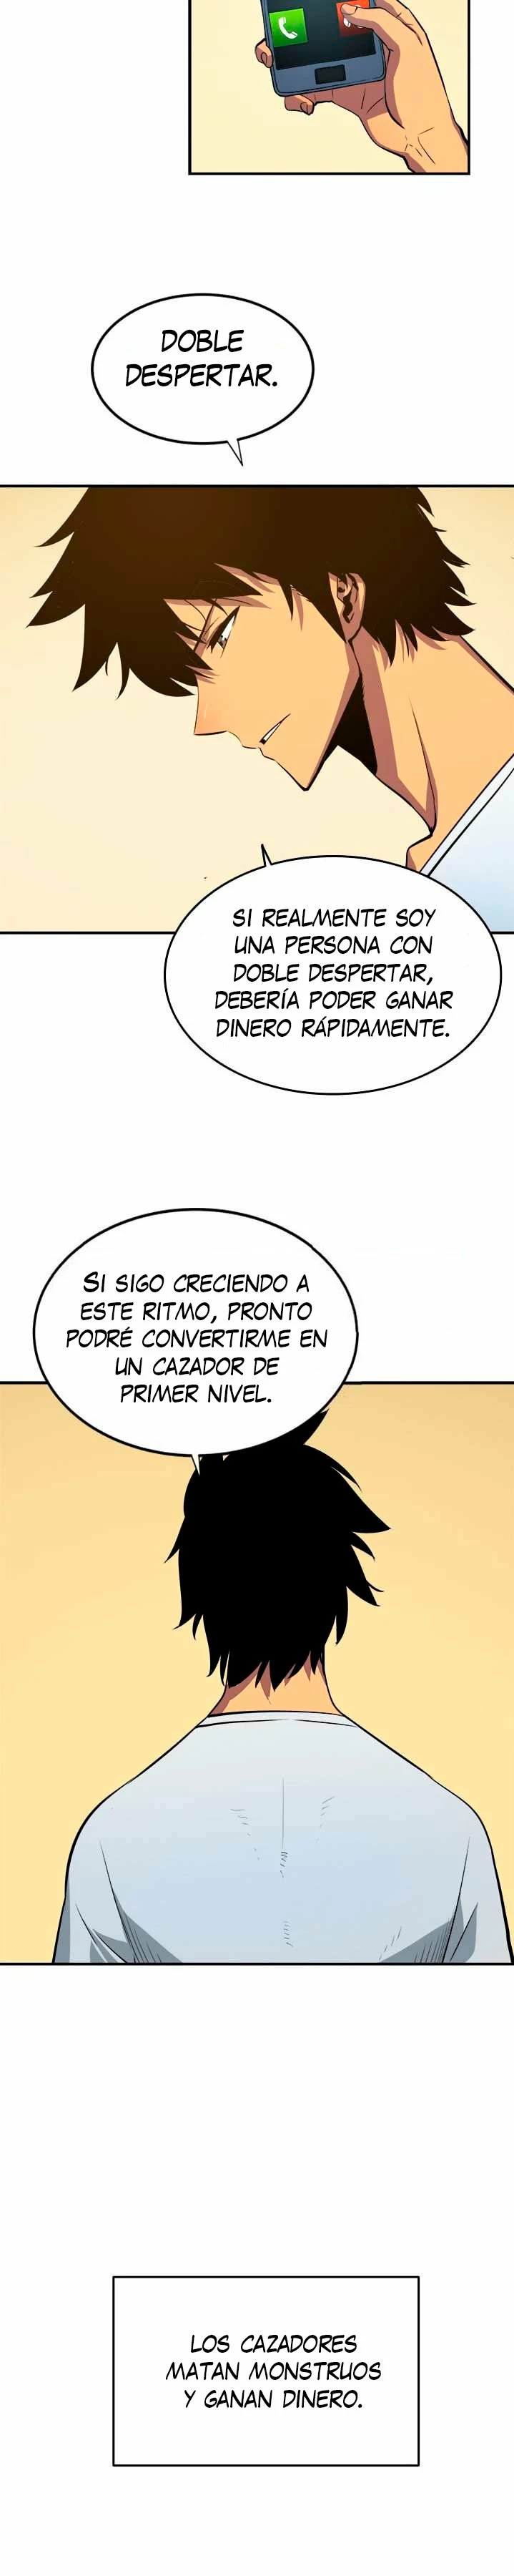 DOBLE
DESPERTAR.
SI REALMENTE SOY
UNA PERSONA CON
DOBLE DESPERTAR,
DEBERÍA PODER GANAR
DINERO RÁPIDAMENTE.
SI SIGO CRECIENDO A
ESTE RITMO, PRONTO
PODRÉ CONVERTIRME EN
UN CAZADOR DE
PRIMER NIVEL.
LOS CAZADORES
MATAN MONSTRUOS
Y GANAN DINERO.